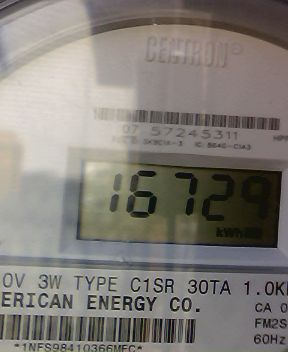 CENTRON®
07 57245311
16729
kWh
0V 3W TYPE C1SR 30TA 1.0K
ERICAN ENERGY CO.
CA 0
FM2S
60Hz
*1NFS98410366MEC*